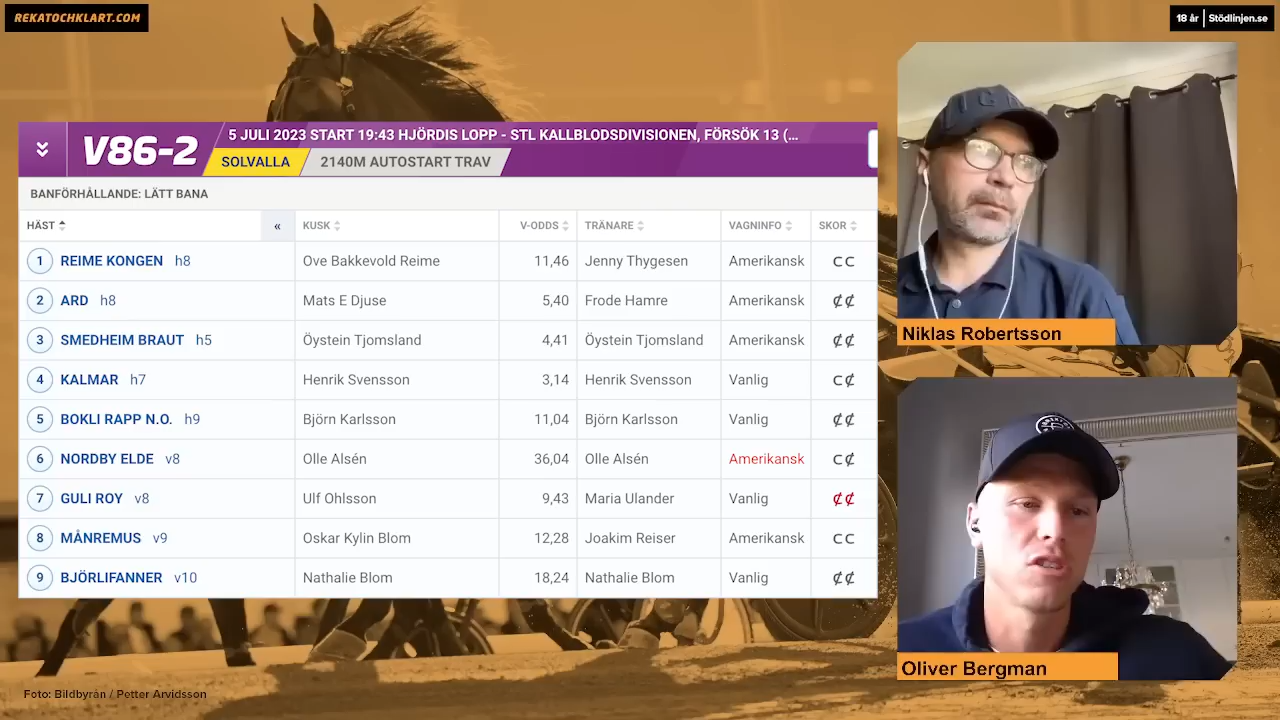 REKATOCHKLART.COM
18 år | Stödlinjen.se
V86-2
5 JULI 2023 START 19:43 HJÖRDIS LOPP - STL KALLBLODSDIVISIONEN, FÖRSÖK 13 (...
SOLVALLA 2140M AUTOSTART TRAV
BANFÖRHÅLLANDE: LÄTT BANA
HÄST « KUSK V-ODDS TRÄNARE VAGNINFO SKOR
1 REIME KONGEN h8 Ove Bakkevold Reime 11,46 Jenny Thygesen Amerikansk C C
2 ARD h8 Mats E Djuse 5,40 Frode Hamre Amerikansk ₵ ₵
3 SMEDHEIM BRAUT h5 Öystein Tjomsland 4,41 Öystein Tjomsland Amerikansk ₵ ₵
4 KALMAR h7 Henrik Svensson 3,14 Henrik Svensson Vanlig C ₵
5 BOKLI RAPP N.O. h9 Björn Karlsson 11,04 Björn Karlsson Vanlig ₵ ₵
6 NORDBY ELDE v8 Olle Alsén 36,04 Olle Alsén Amerikansk C ₵
7 GULI ROY v8 Ulf Ohlsson 9,43 Maria Ulander Vanlig ₵ ₵
8 MÅNREMUS v9 Oskar Kylin Blom 12,28 Joakim Reiser Amerikansk C C
9 BJÖRLIFANNER v10 Nathalie Blom 18,24 Nathalie Blom Vanlig ₵ ₵
Niklas Robertsson
Oliver Bergman
Foto: Bildbyrån / Petter Arvidsson